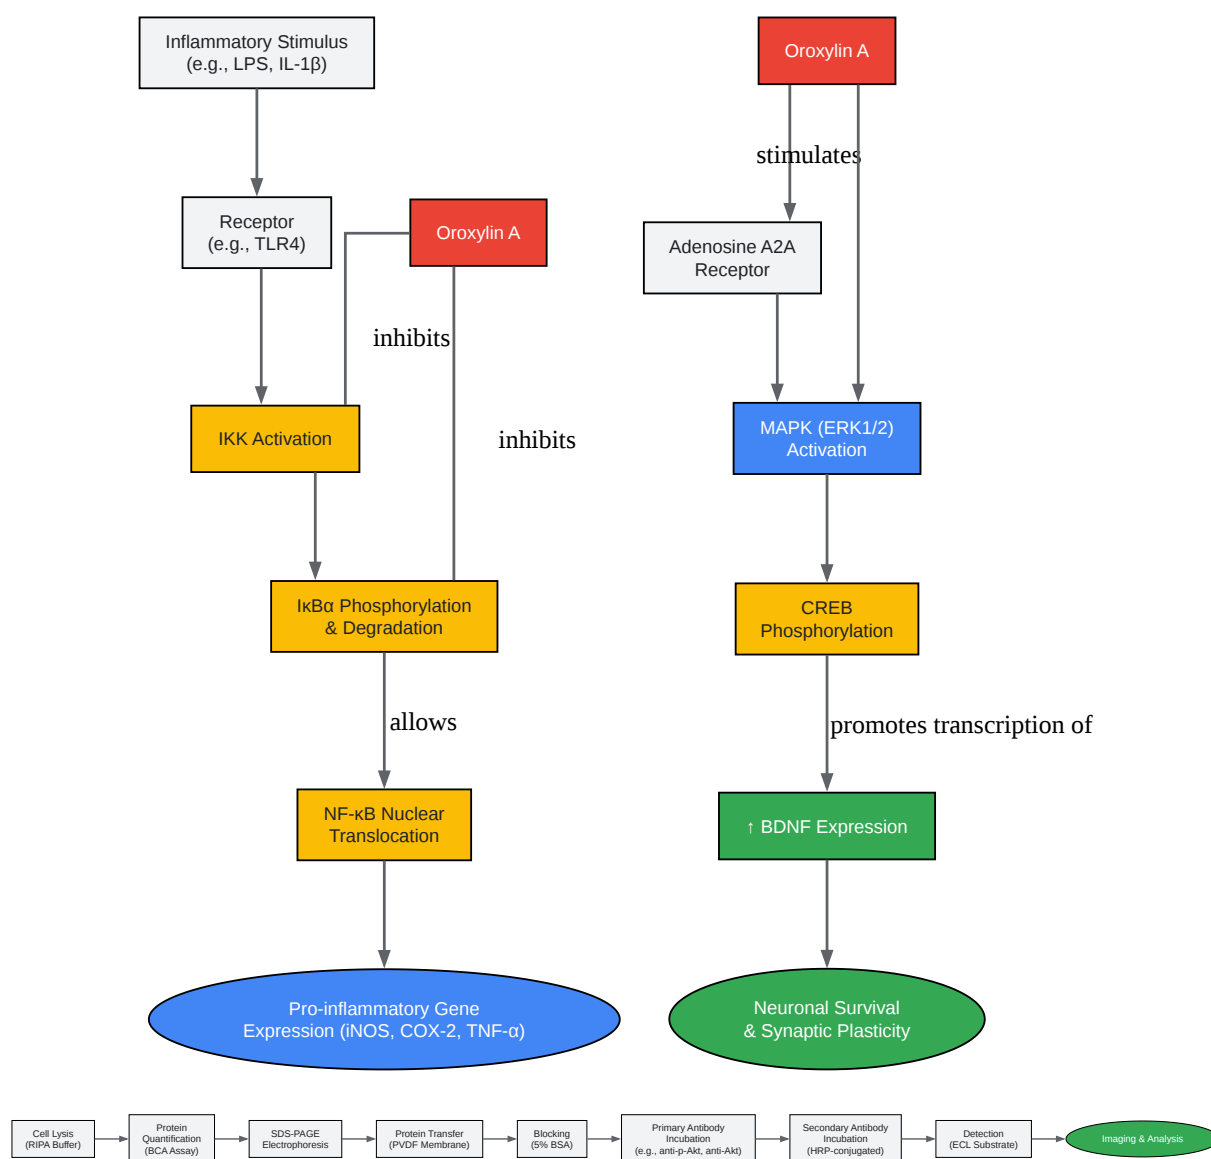 Inflammatory Stimulus
(e.g., LPS, IL-1β)
Receptor
(e.g., TLR4)
Oroxylin A
inhibits
IKK Activation
inhibits
IκBα Phosphorylation
& Degradation
allows
NF-κB Nuclear
Translocation
Pro-inflammatory Gene
Expression (iNOS, COX-2, TNF-α)
Oroxylin A
stimulates
Adenosine A2A
Receptor
MAPK (ERK1/2)
Activation
CREB
Phosphorylation
promotes transcription of
↑ BDNF Expression
Neuronal Survival
& Synaptic Plasticity
Cell Lysis
(RIPA Buffer)
Protein
Quantification
(BCA Assay)
SDS-PAGE
Electrophoresis
Protein Transfer
(PVDF Membrane)
Blocking
(5% BSA)
Primary Antibody
Incubation
(e.g., anti-p-Akt, anti-Akt)
Secondary Antibody
Incubation
(HRP-conjugated)
Detection
(ECL Substrate)
Imaging & Analysis